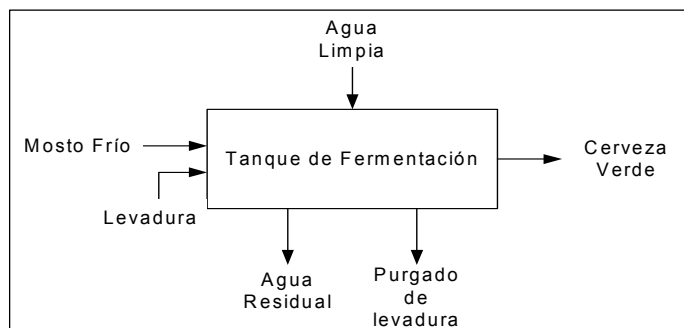 Agua
Limpia
Mosto Frío
Levadura
Tanque de Fermentación
Cerveza
Verde
Agua
Residual
Purgado
de
levadura